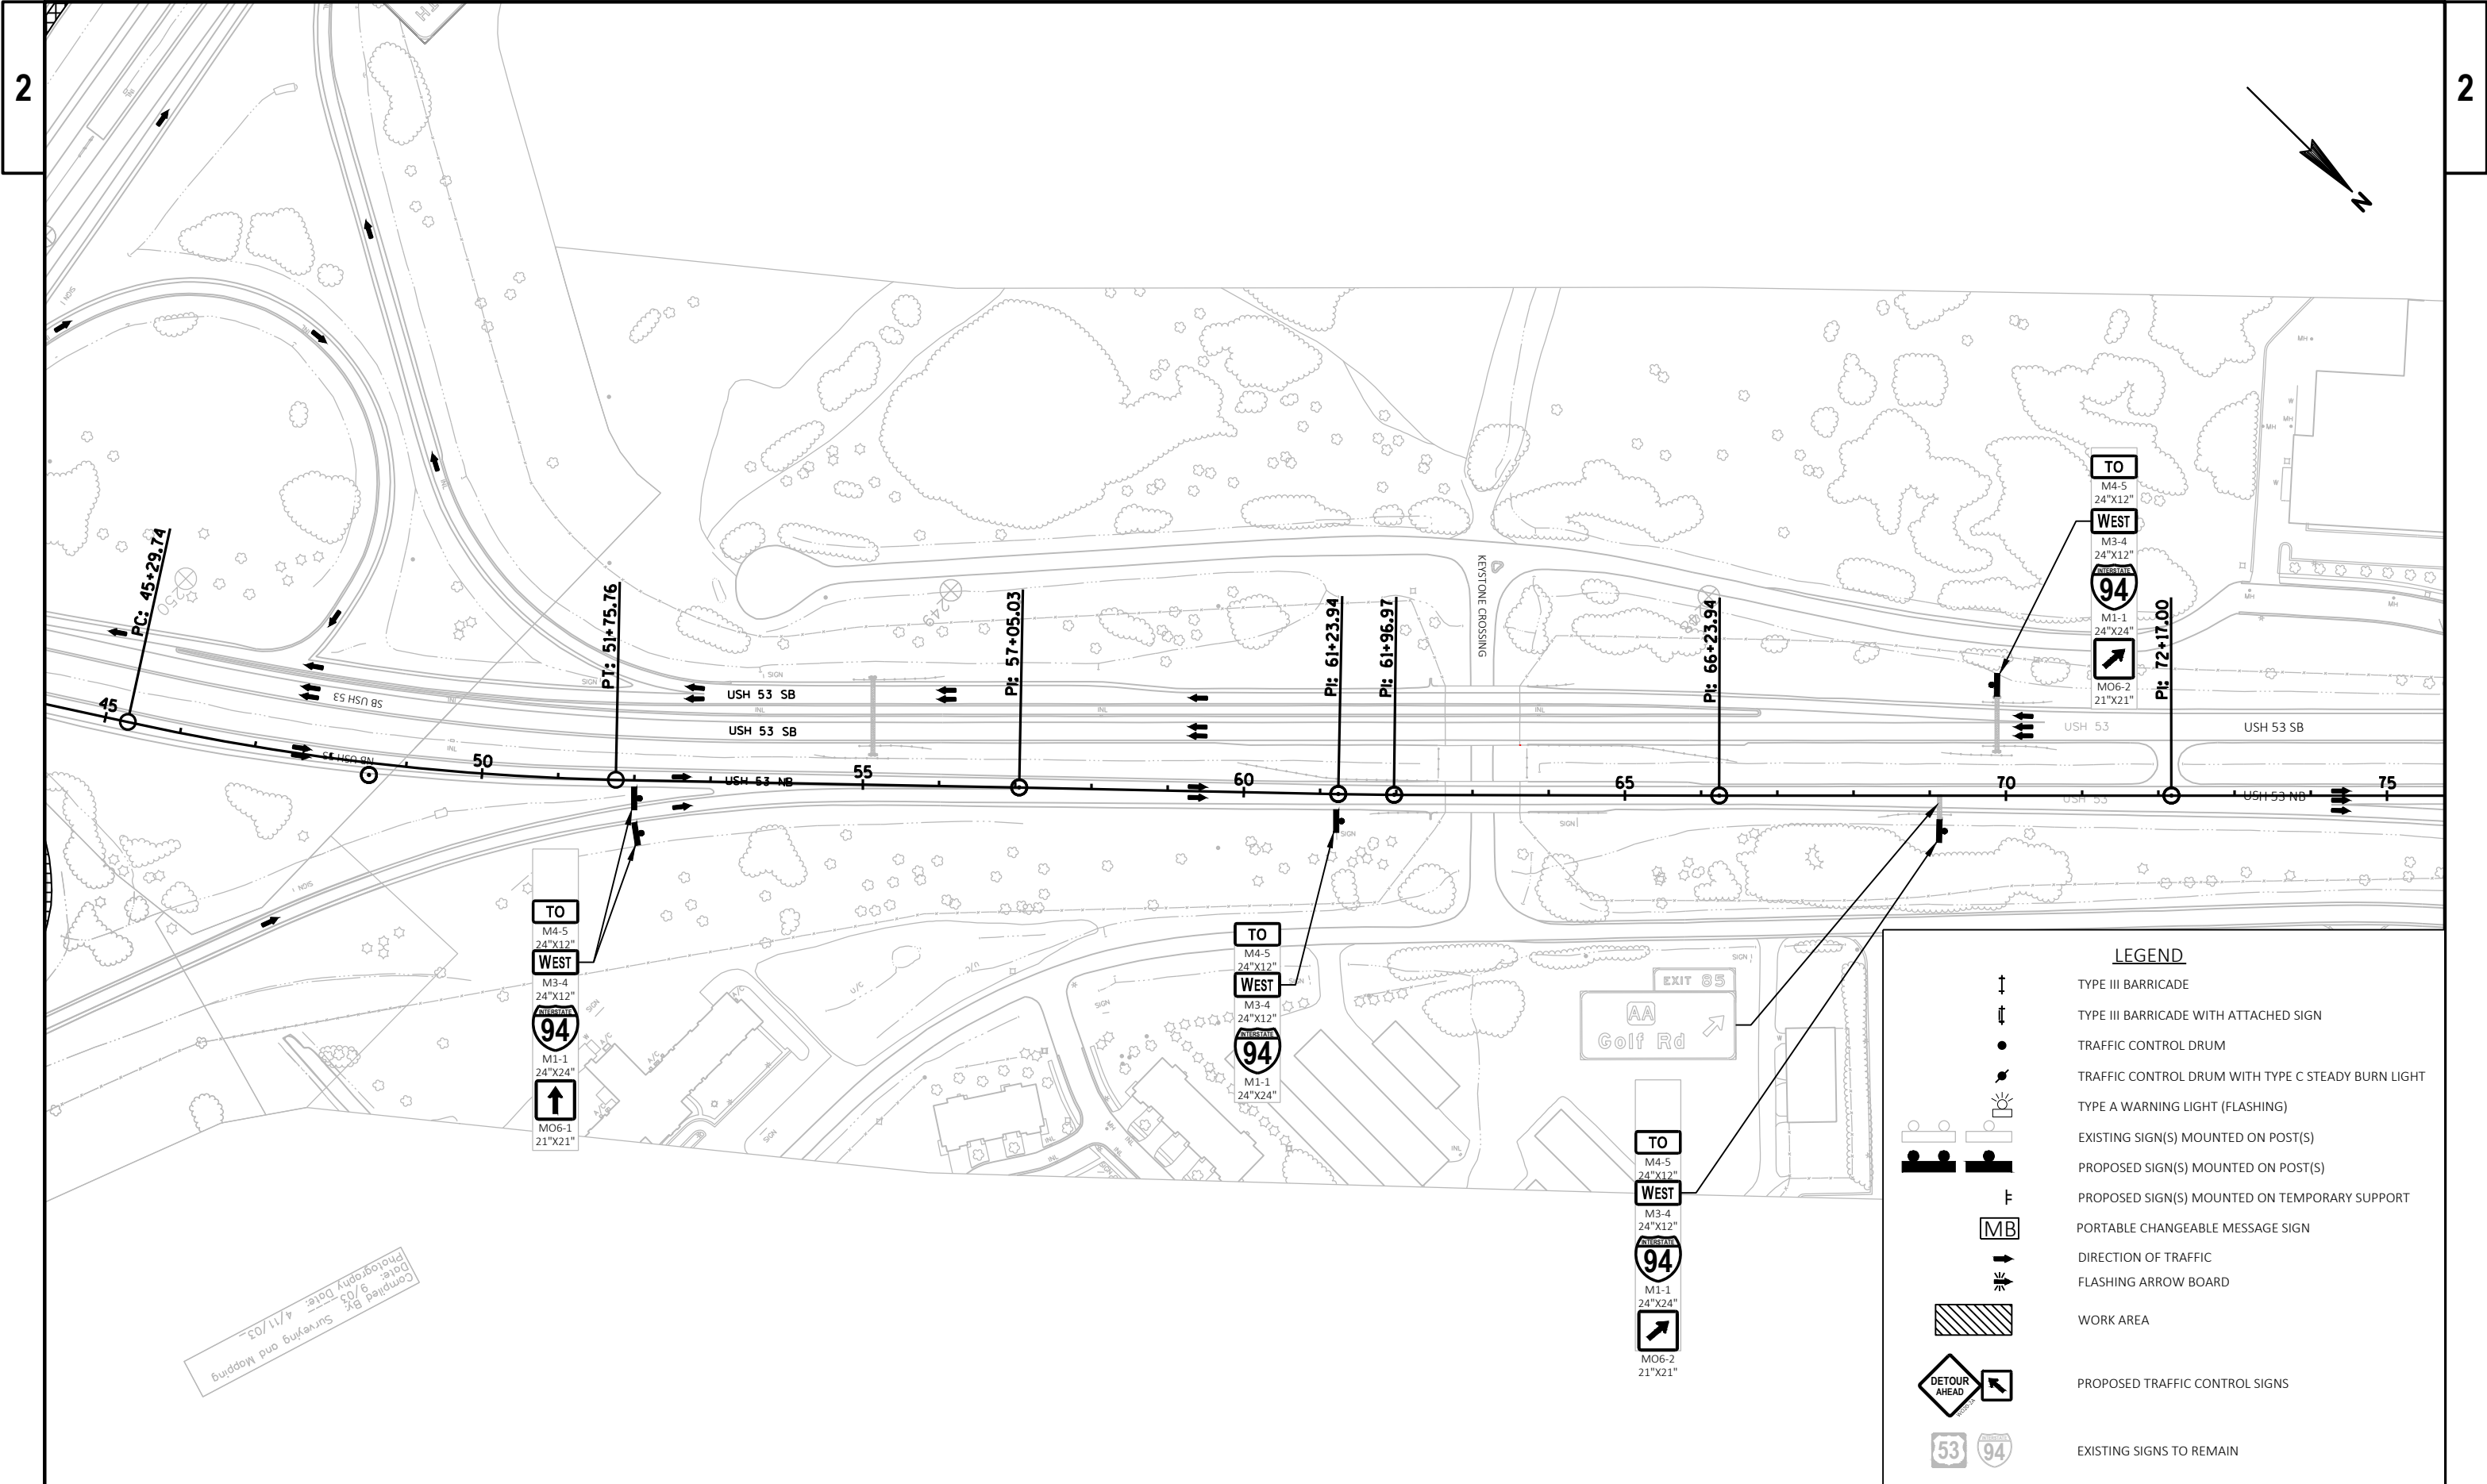 2
2
N
PC: 45+29.74
PT: 51+75.76
PI: 57+05.03
PI: 61+23.94
PI: 61+96.97
PI: 66+23.94
PI: 72+17.00
KEYSTONE CROSSING
TO
M4-5
24"X12"
WEST
M3-4
24"X12"
INTERSTATE
94
M1-1
24"X24"
MO6-2
21"X21"
SB USH 53
USH 53 SB
USH 53 SB
USH 53
USH 53 SB
NB USH 53
USH 53 NB
USH 53
USH 53 NB
45
50
55
60
65
70
75
TO
M4-5
24"X12"
WEST
M3-4
24"X12"
INTERSTATE
94
M1-1
24"X24"
MO6-1
21"X21"
TO
M4-5
24"X12"
WEST
M3-4
24"X12"
INTERSTATE
94
M1-1
24"X24"
EXIT 85
AA
Golf Rd
TO
M4-5
24"X12"
WEST
M3-4
24"X12"
INTERSTATE
94
M1-1
24"X24"
MO6-2
21"X21"
Compiled By: Surveying and Mapping
Date: 9/03
Photography Date: 4/11/03
LEGEND
TYPE III BARRICADE
TYPE III BARRICADE WITH ATTACHED SIGN
TRAFFIC CONTROL DRUM
TRAFFIC CONTROL DRUM WITH TYPE C STEADY BURN LIGHT
TYPE A WARNING LIGHT (FLASHING)
EXISTING SIGN(S) MOUNTED ON POST(S)
PROPOSED SIGN(S) MOUNTED ON POST(S)
PROPOSED SIGN(S) MOUNTED ON TEMPORARY SUPPORT
MB
PORTABLE CHANGEABLE MESSAGE SIGN
DIRECTION OF TRAFFIC
FLASHING ARROW BOARD
WORK AREA
DETOUR
AHEAD
PROPOSED TRAFFIC CONTROL SIGNS
53
94
EXISTING SIGNS TO REMAIN